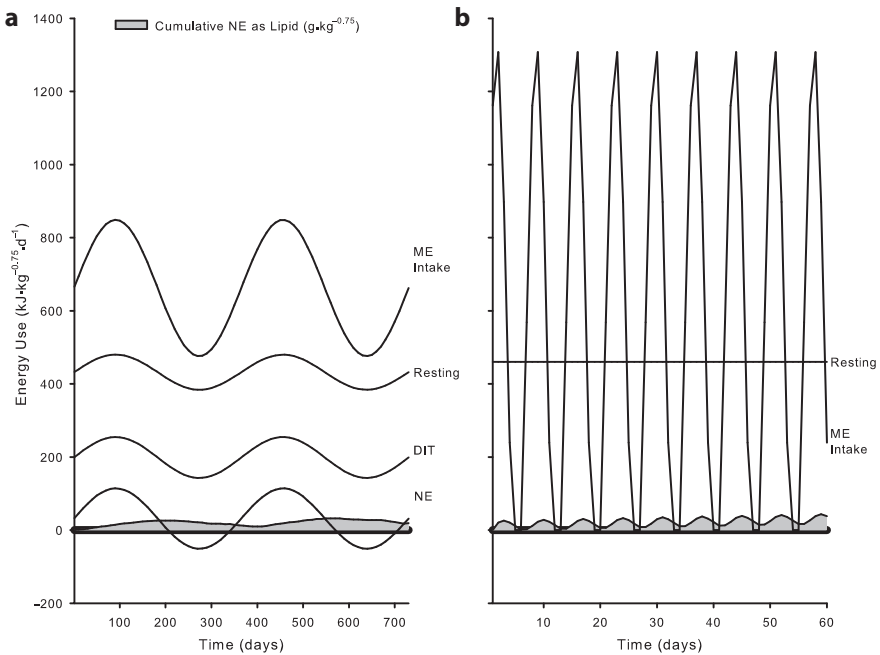 a
Cumulative NE as Lipid (g▪kg−0.75)
1400
1200
1000
800
600
400
200
0
−200
Energy Use (kJ▪kg−0.75▪d−1)
ME
Intake
Resting
DIT
NE
100 200 300 400 500 600 700
Time (days)
b
Resting
ME
Intake
10 20 30 40 50 60
Time (days)